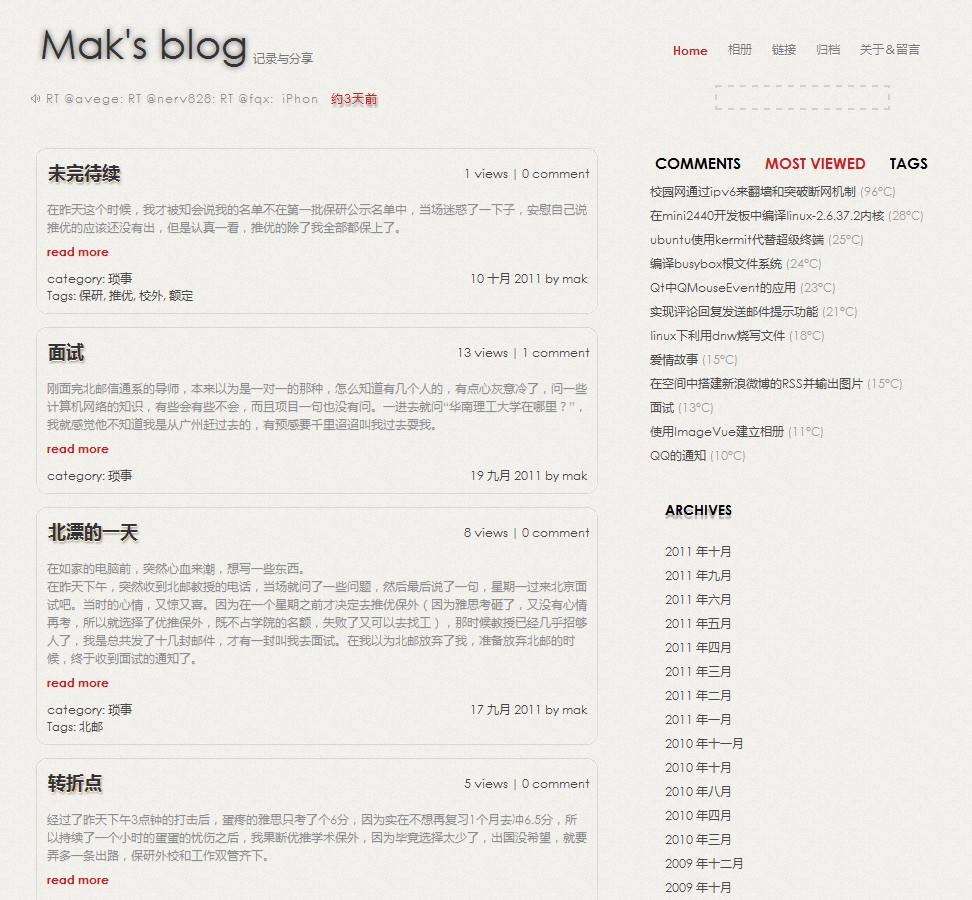 Mak's blog 记录与分享
Home 相册 链接 归档 关于&留言
RT @avege: RT @nerv828: RT @fqx: iPhon 约3天前
未完待续
1 views | 0 comment
在昨天这个时候，我才被知会说我的名单不在第一批保研公示名单中，当场迷惑了一下子，安慰自己说
推优的应该还没有出，但是认真一看，推优的除了我全部都保上了。
read more
category: 琐事
10 十月 2011 by mak
Tags: 保研, 推优, 校外, 额定
面试
13 views | 1 comment
刚面完北邮信通系的导师，本来以为是一对一的那种，怎么知道有几个人的，有点心灰意冷了，问一些
计算机网络的知识，有些会有些不会，而且项目一句也没有问。一进去就问“华南理工大学在哪里？”，
我就感觉他不知道我是从广州赶过去的，有预感要千里迢迢叫我过去耍我。
read more
category: 琐事
19 九月 2011 by mak
北漂的一天
8 views | 0 comment
在如家的电脑前，突然心血来潮，想写一些东西。
在昨天下午，突然收到北邮教授的电话，当场就问了一些问题，然后最后说了一句，星期一过来北京面
试吧。当时的心情，又惊又喜。因为在一个星期之前才决定去推优保外（因为雅思考砸了，又没有心情
再考，所以就选择了优推保外，既不占学院的名额，失败了又可以去找工），那时候教授已经几乎招够
人了，我是总共发了十几封邮件，才有一封叫我去面试。在我以为北邮放弃了我，准备放弃北邮的时
候，终于收到面试的通知了。
read more
category: 琐事
17 九月 2011 by mak
Tags: 北邮
转折点
5 views | 0 comment
经过了昨天下午3点钟的打击后，蛋疼的雅思只考了个6分，因为实在不想再复习1个月去冲6.5分，所
以持续了一个小时的蛋蛋的忧伤之后，我果断优推学术保外，因为毕竟选择太少了，出国没希望，就要
弄多一条出路，保研外校和工作双管齐下。
read more
COMMENTS MOST VIEWED TAGS
校园网通过ipv6来翻墙和突破断网机制 (96°C)
在mini2440开发板中编译linux-2.6.37.2内核 (28°C)
ubuntu使用kermit代替超级终端 (25°C)
编译busybox根文件系统 (24°C)
Qt中QMouseEvent的应用 (23°C)
实现评论回复发送邮件提示功能 (21°C)
linux下利用dnw烧写文件 (18°C)
爱情故事 (15°C)
在空间中搭建新浪微博的RSS并输出图片 (15°C)
面试 (13°C)
使用ImageVue建立相册 (11°C)
QQ的通知 (10°C)
ARCHIVES
2011 年十月
2011 年九月
2011 年六月
2011 年五月
2011 年四月
2011 年三月
2011 年二月
2011 年一月
2010 年十一月
2010 年十月
2010 年八月
2010 年四月
2010 年三月
2009 年十二月
2009 年十月